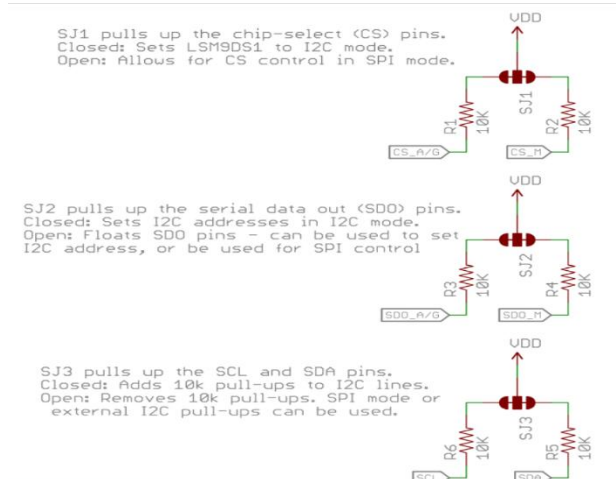 SJ1 pulls up the chip-select (CS) pins.
Closed: Sets LSM9DS1 to I2C mode.
Open: Allows for CS control in SPI mode.
VDD
SJ1
R1
10K
R2
10K
CS_A/G
CS_M
SJ2 pulls up the serial data out (SDO) pins.
Closed: Sets I2C addresses in I2C mode.
Open: Floats SDO pins - can be used to set
I2C address, or be used for SPI control
VDD
SJ2
R3
10K
R4
10K
SDO_A/G
SDO_M
SJ3 pulls up the SCL and SDA pins.
Closed: Adds 10k pull-ups to I2C lines.
Open: Removes 10k pull-ups. SPI mode or
external I2C pull-ups can be used.
VDD
SJ3
R6
10K
R5
10K
SCL
SDA